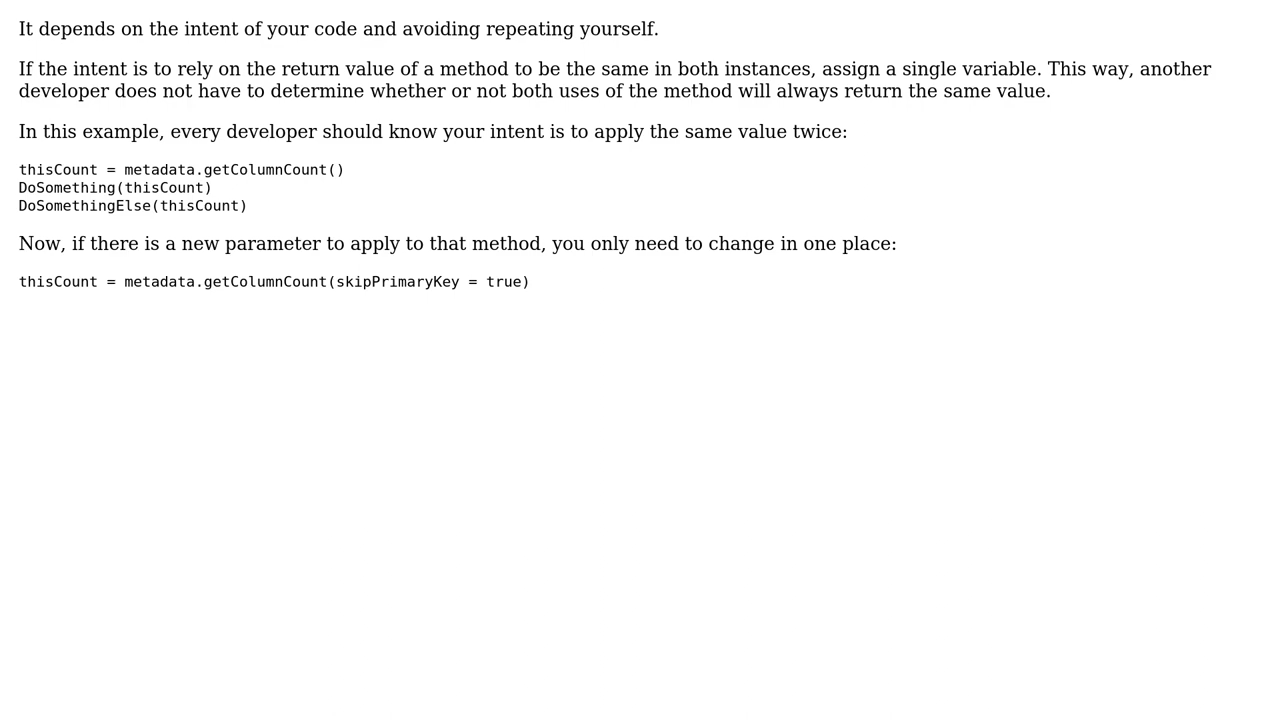 It depends on the intent of your code and avoiding repeating yourself.
If the intent is to rely on the return value of a method to be the same in both instances, assign a single variable. This way, another
developer does not have to determine whether or not both uses of the method will always return the same value.
In this example, every developer should know your intent is to apply the same value twice:
thisCount = metadata.getColumnCount()
DoSomething(thisCount)
DoSomethingElse(thisCount)
Now, if there is a new parameter to apply to that method, you only need to change in one place:
thisCount = metadata.getColumnCount(skipPrimaryKey = true)